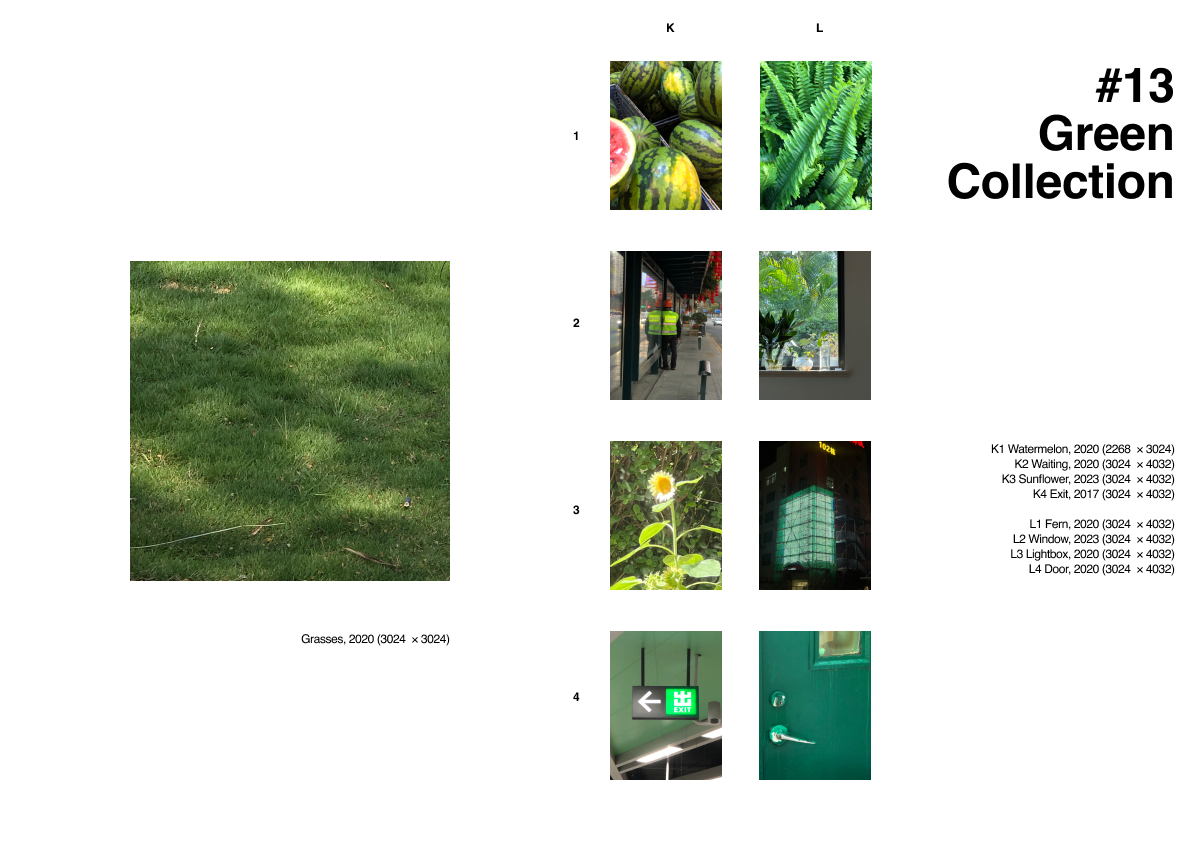 K
L
#13
Green
Collection
1
2
3
4
102®
EXIT
K1 Watermelon, 2020 (2268 × 3024)
K2 Waiting, 2020 (3024 × 4032)
K3 Sunflower, 2023 (3024 × 4032)
K4 Exit, 2017 (3024 × 4032)
L1 Fern, 2020 (3024 × 4032)
L2 Window, 2023 (3024 × 4032)
L3 Lightbox, 2020 (3024 × 4032)
L4 Door, 2020 (3024 × 4032)
Grasses, 2020 (3024 × 3024)